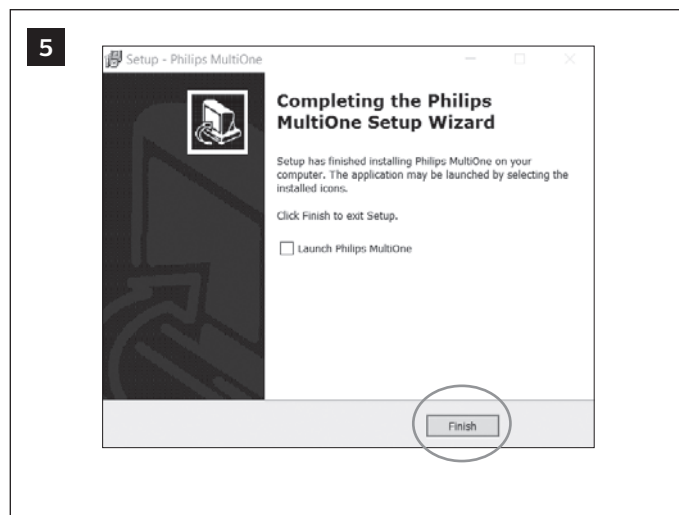 5
Setup - Philips MultiOne
Completing the Philips
MultiOne Setup Wizard
Setup has finished installing Philips MultiOne on your
computer. The application may be launched by selecting the
installed icons.
Click Finish to exit Setup.
Launch Philips MultiOne
Finish